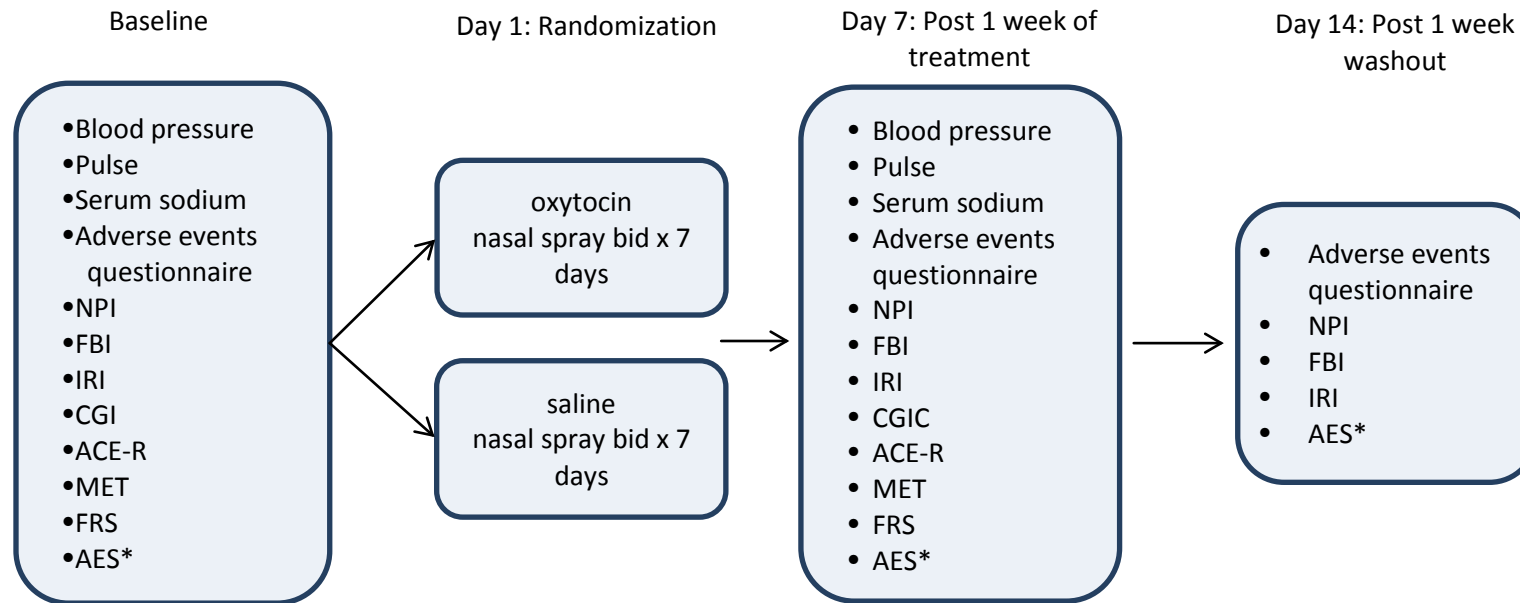 Baseline
•Blood pressure
•Pulse
•Serum sodium
•Adverse events
questionnaire
•NPI
•FBI
•IRI
•CGI
•ACE-R
•MET
•FRS
•AES*
Day 1: Randomization
oxytocin
nasal spray bid x 7
days
saline
nasal spray bid x 7
days
Day 7: Post 1 week of
treatment
• Blood pressure
• Pulse
• Serum sodium
• Adverse events
questionnaire
• NPI
• FBI
• IRI
• CGIC
• ACE-R
• MET
• FRS
• AES*
Day 14: Post 1 week
washout
• Adverse events
questionnaire
• NPI
• FBI
• IRI
• AES*